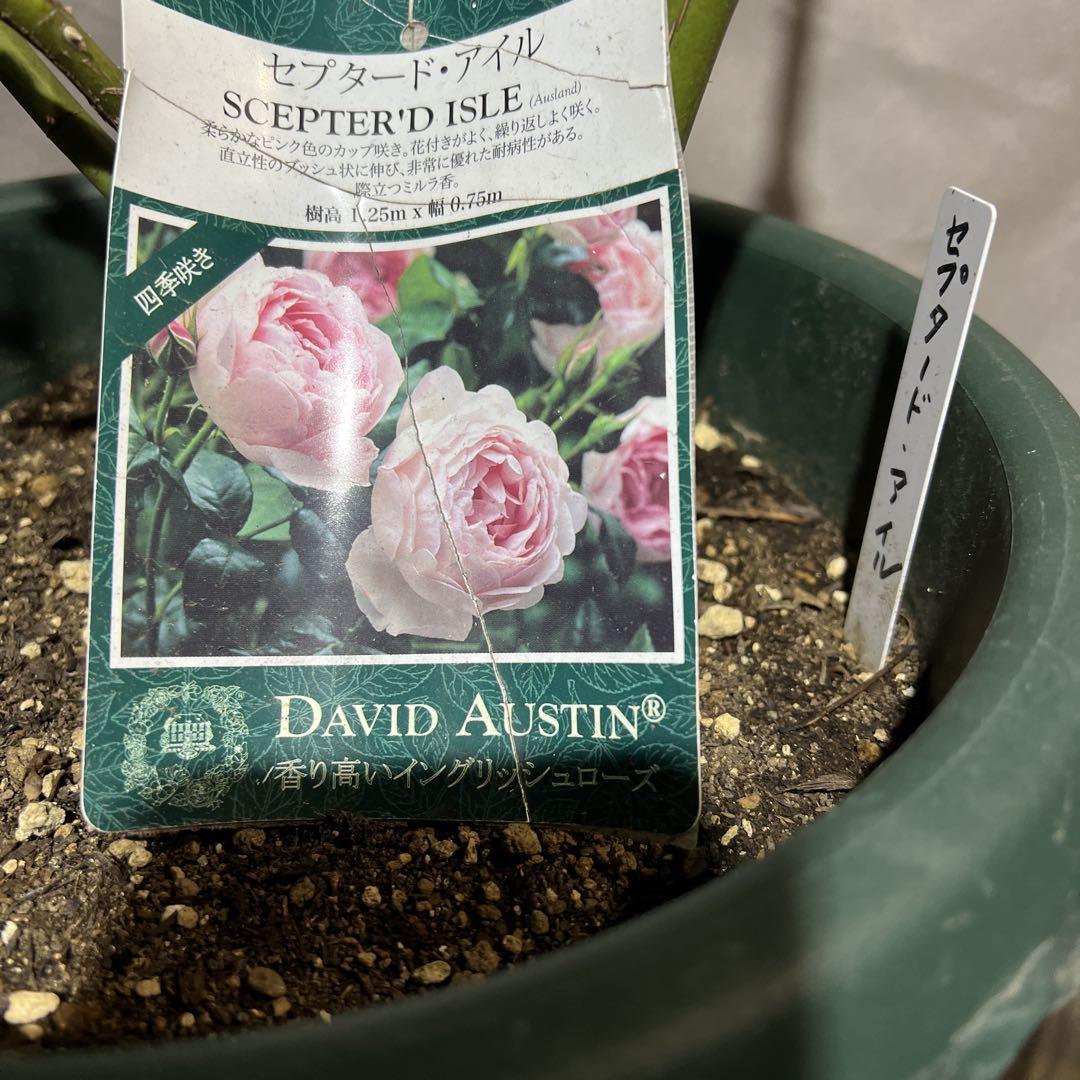 セプタード・アイル
SCEPTER'D ISLE (Ausland)
柔らかなピンク色のカップ咲き。花付きがよく、繰り返しよく咲く。
直立性のブッシュ状に伸び、非常に優れた耐病性がある。
際立つミルラ香。
樹高 1.25m x 幅 0.75m
四季咲き
DAVID AUSTIN®
香り高いイングリッシュローズ
セプタード・アイル